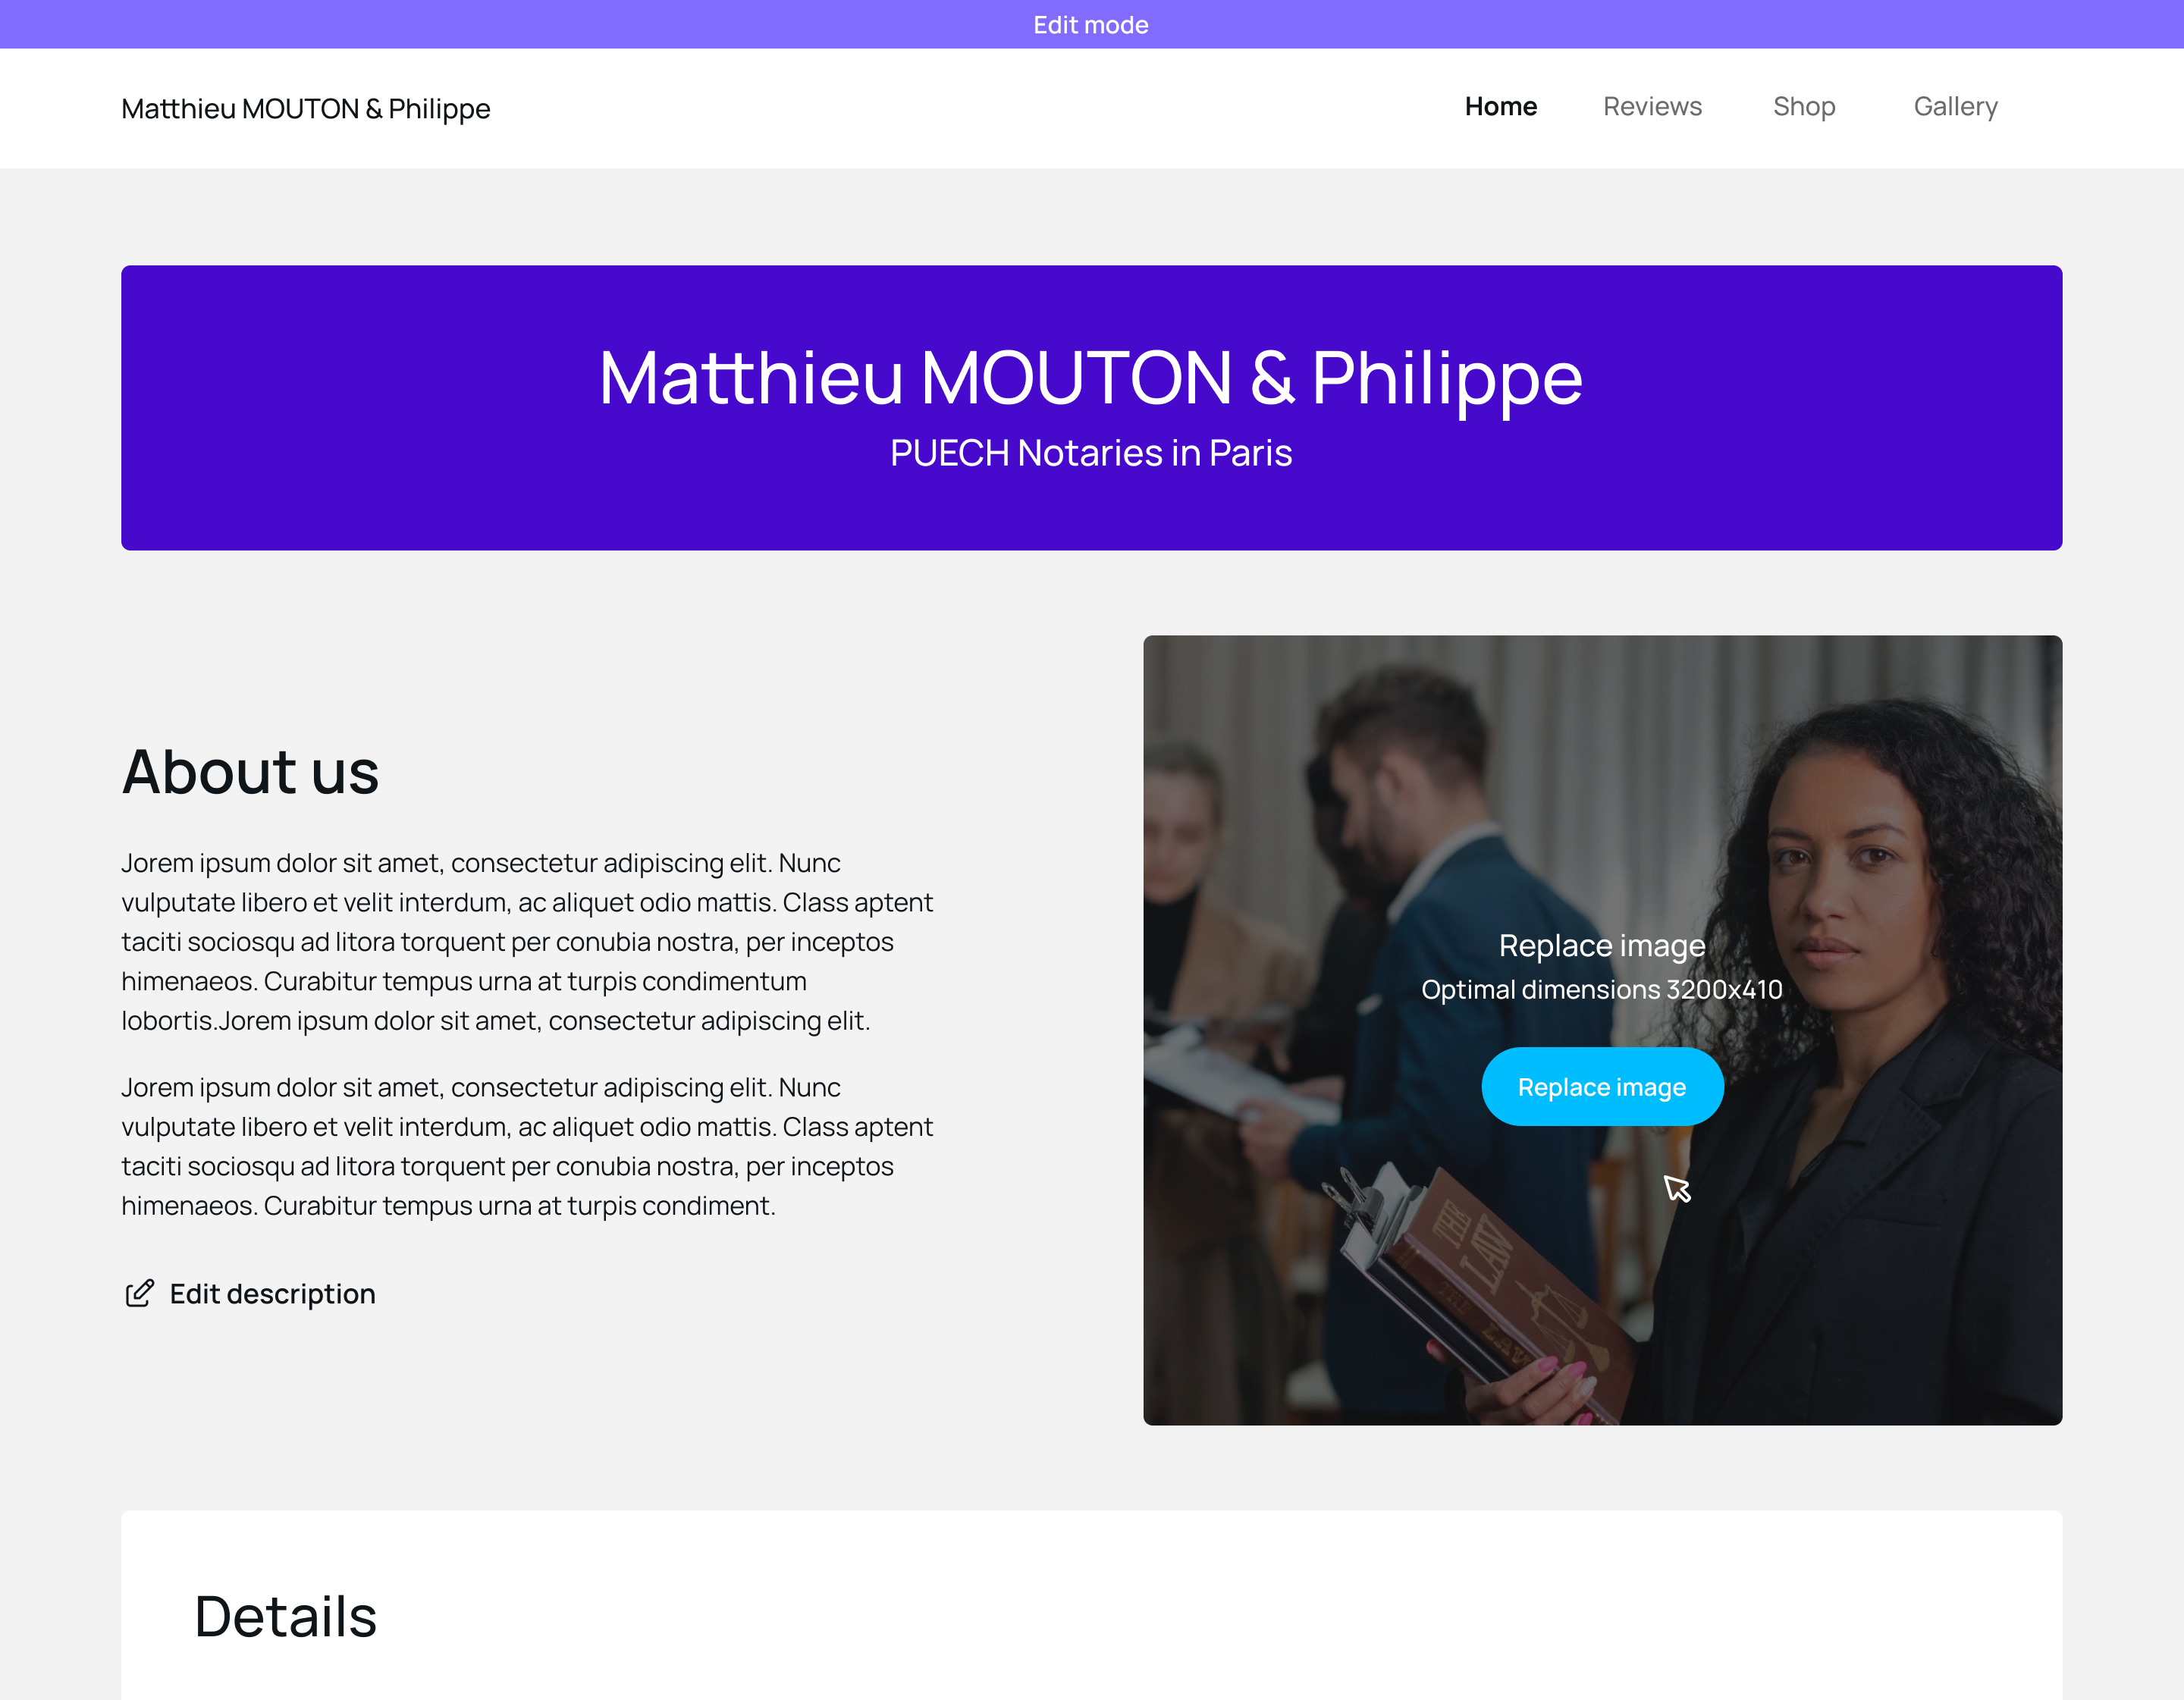 Edit mode
Matthieu MOUTON & Philippe
Home Reviews Shop Gallery
Matthieu MOUTON & Philippe
PUECH Notaries in Paris
About us
Jorem ipsum dolor sit amet, consectetur adipiscing elit. Nunc
vulputate libero et velit interdum, ac aliquet odio mattis. Class aptent
taciti sociosqu ad litora torquent per conubia nostra, per inceptos
himenaeos. Curabitur tempus urna at turpis condimentum
lobortis.Jorem ipsum dolor sit amet, consectetur adipiscing elit.
Jorem ipsum dolor sit amet, consectetur adipiscing elit. Nunc
vulputate libero et velit interdum, ac aliquet odio mattis. Class aptent
taciti sociosqu ad litora torquent per conubia nostra, per inceptos
himenaeos. Curabitur tempus urna at turpis condiment.
Edit description
Replace image
Optimal dimensions 3200x410
Replace image
THE
LAW
THE
LAW
Details